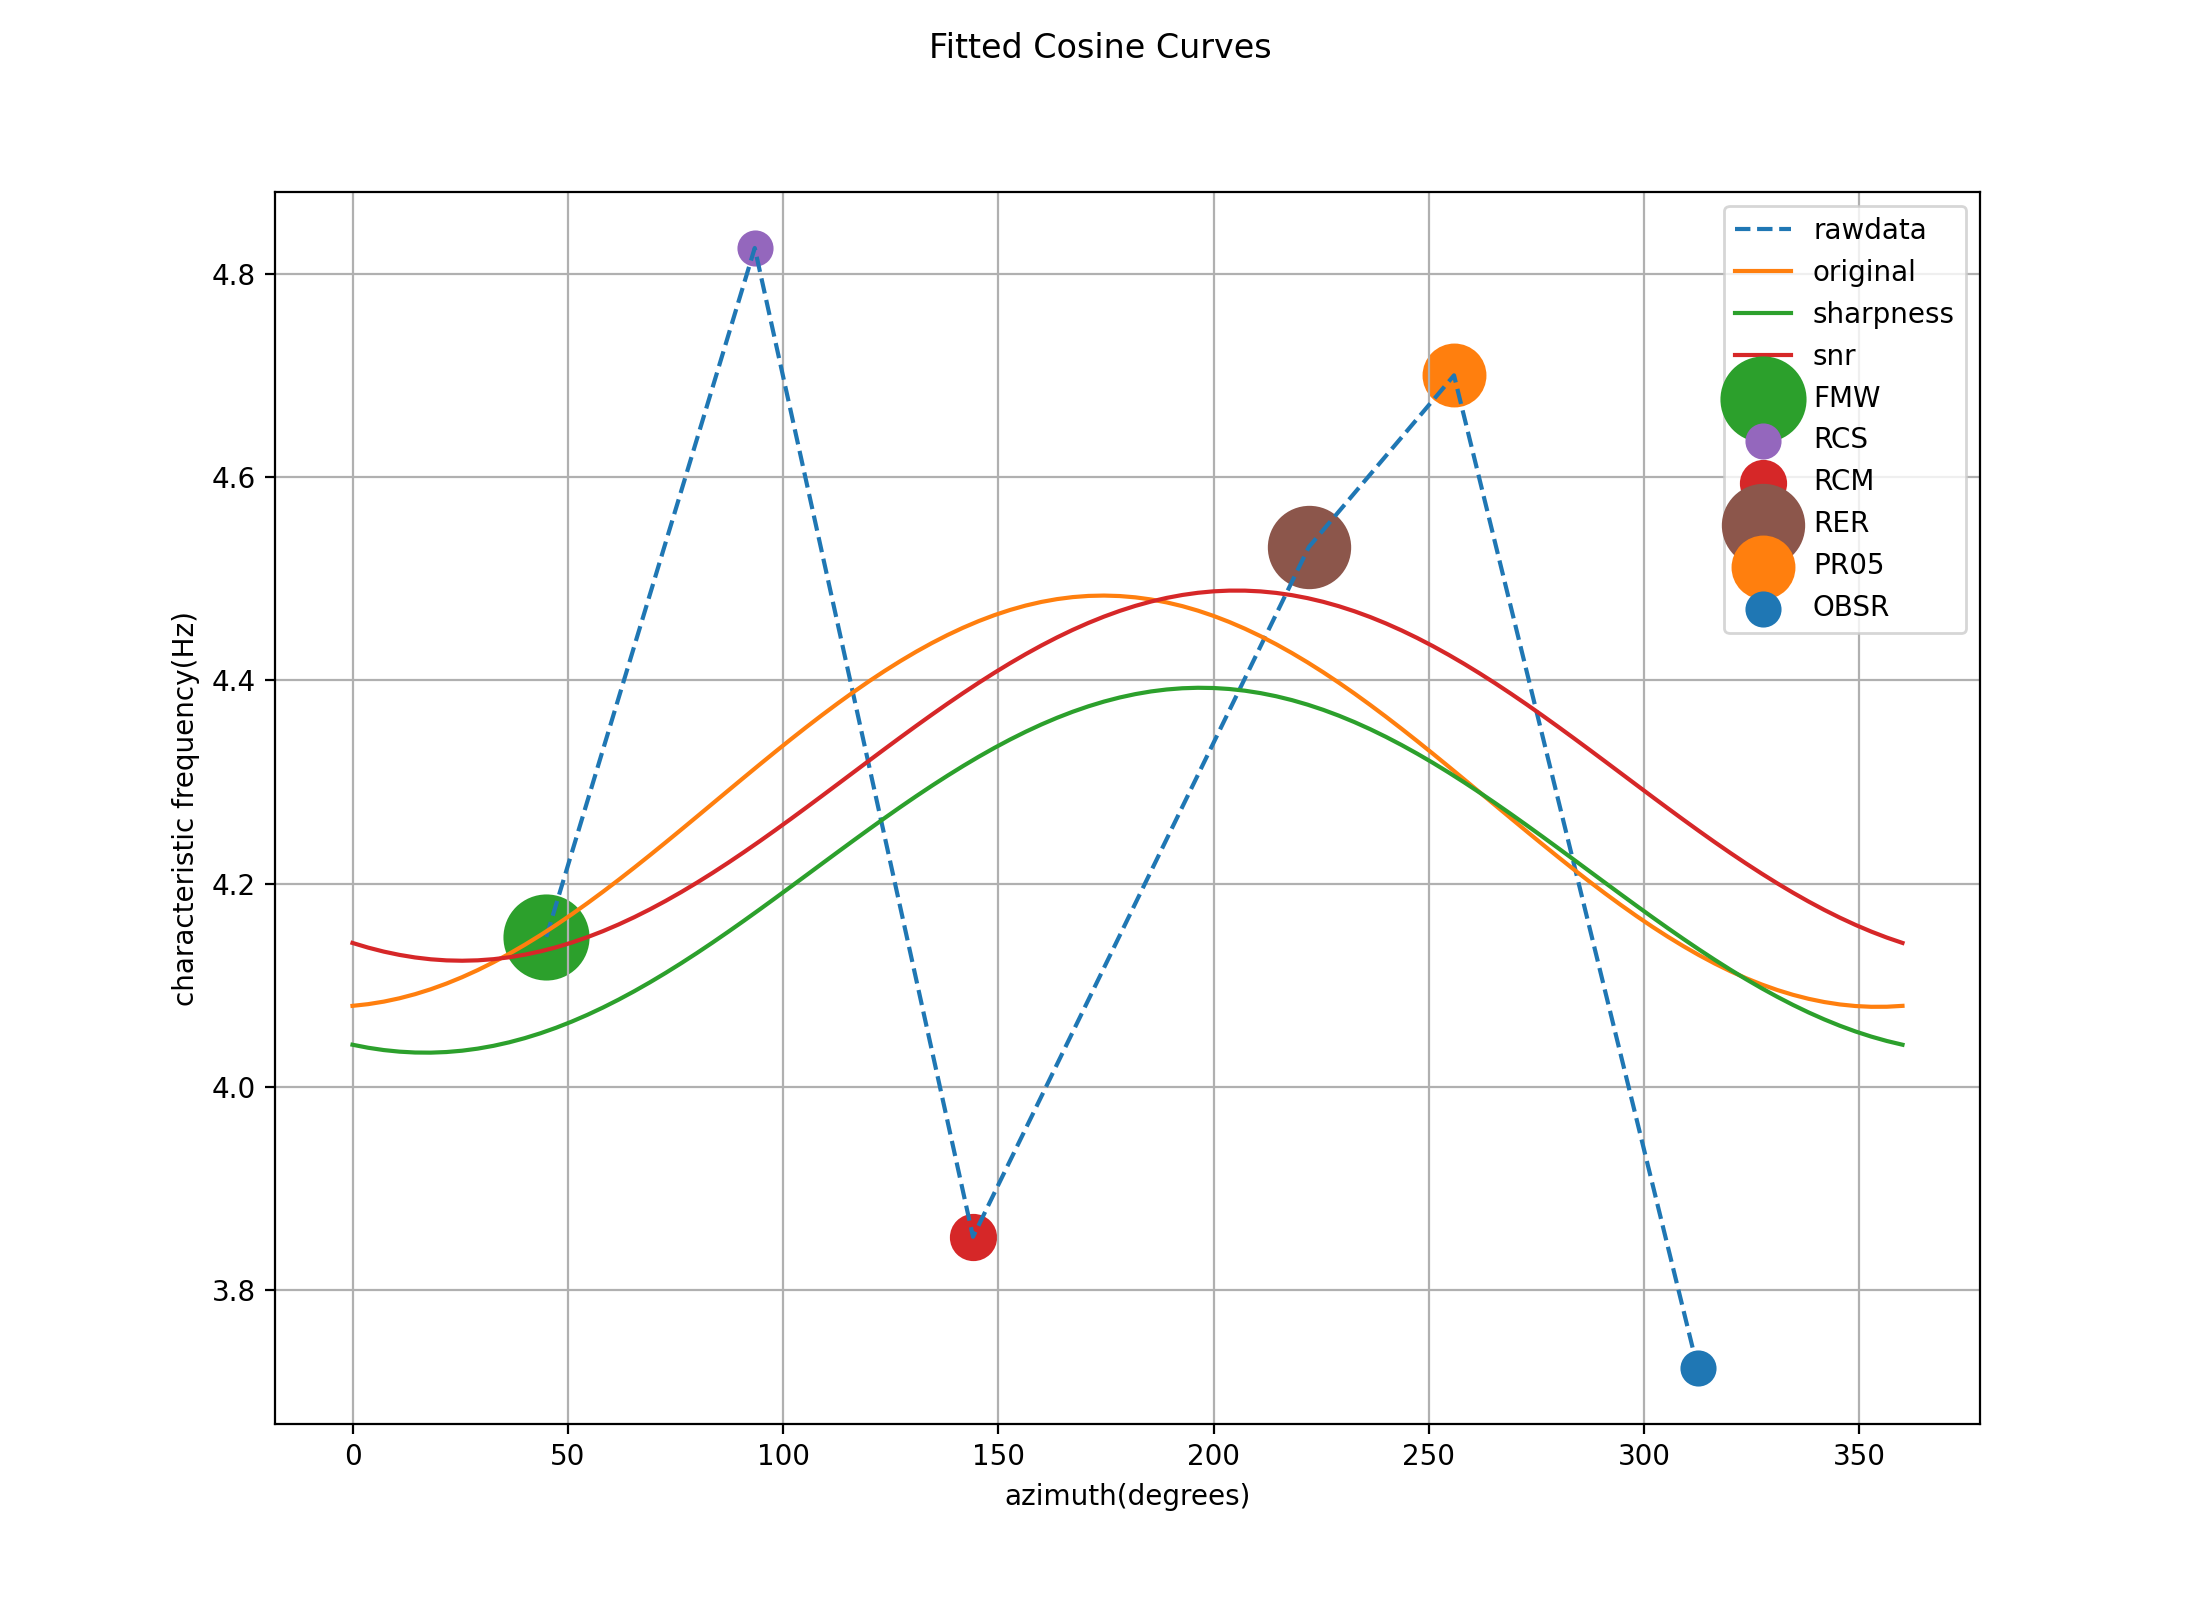 Fitted Cosine Curves
4.8
4.6
4.4
4.2
4.0
3.8
characteristic frequency(Hz)
0 50 100 150 200 250 300 350
azimuth(degrees)
rawdata
original
sharpness
snr
FMW
RCS
RCM
RER
PR05
OBSR